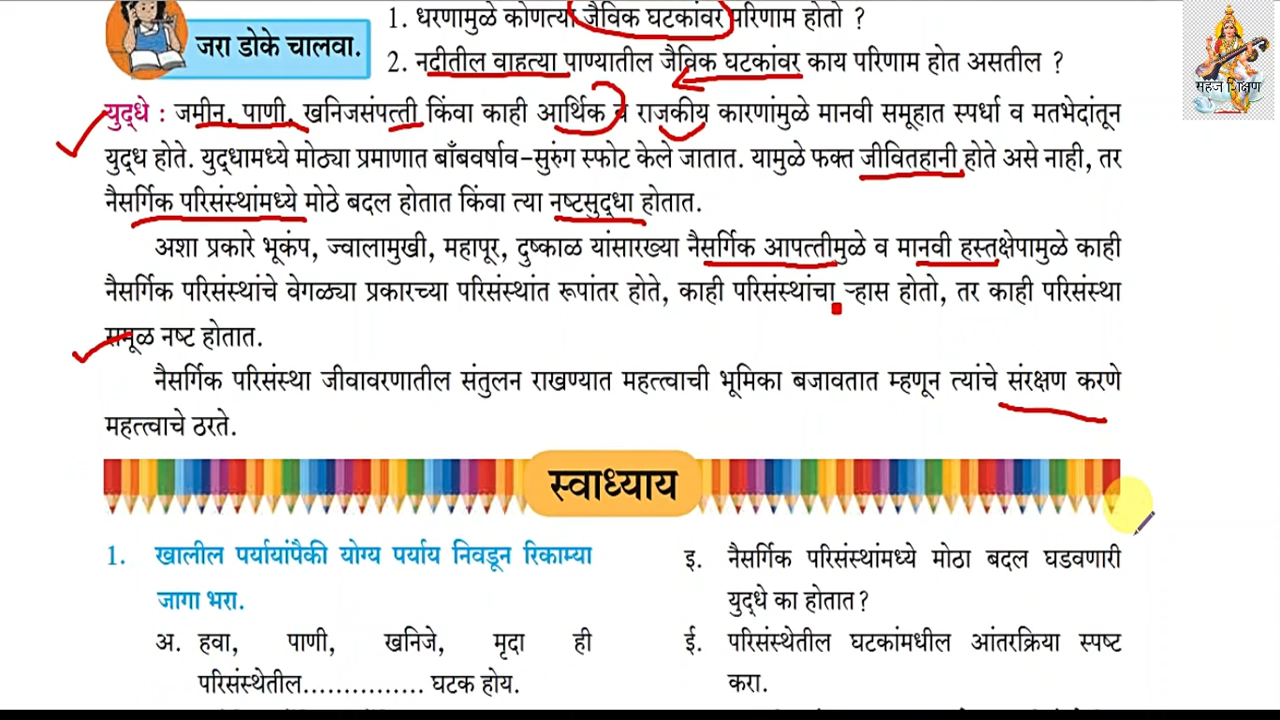 1. धरणामुळे कोणत्या जैविक घटकांवर परिणाम होतो ?
जरा डोके चालवा.
2. नदीतील वाहत्या पाण्यातील जैविक घटकांवर काय परिणाम होत असतील ?
सहज शिक्षण
युद्धे : जमीन, पाणी, खनिजसंपत्ती किंवा काही आर्थिक व राजकीय कारणांमुळे मानवी समूहात स्पर्धा व मतभेदांतून
युद्ध होते. युद्धामध्ये मोठ्या प्रमाणात बाँबवर्षाव-सुरुंग स्फोट केले जातात. यामुळे फक्त जीवितहानी होते असे नाही, तर
नैसर्गिक परिसंस्थांमध्ये मोठे बदल होतात किंवा त्या नष्टसुद्धा होतात.
अशा प्रकारे भूकंप, ज्वालामुखी, महापूर, दुष्काळ यांसारख्या नैसर्गिक आपत्तीमुळे व मानवी हस्तक्षेपामुळे काही
नैसर्गिक परिसंस्थांचे वेगळ्या प्रकारच्या परिसंस्थांत रूपांतर होते, काही परिसंस्थांचा ऱ्हास होतो, तर काही परिसंस्था
समूळ नष्ट होतात.
नैसर्गिक परिसंस्था जीवावरणातील संतुलन राखण्यात महत्त्वाची भूमिका बजावतात म्हणून त्यांचे संरक्षण करणे
महत्त्वाचे ठरते.
स्वाध्याय
1. खालील पर्यायांपैकी योग्य पर्याय निवडून रिकाम्या
जागा भरा.
अ. हवा, पाणी, खनिजे, मृदा ही
परिसंस्थेतील............... घटक होय.
इ. नैसर्गिक परिसंस्थांमध्ये मोठा बदल घडवणारी
युद्धे का होतात ?
ई. परिसंस्थेतील घटकांमधील आंतरक्रिया स्पष्ट
करा.